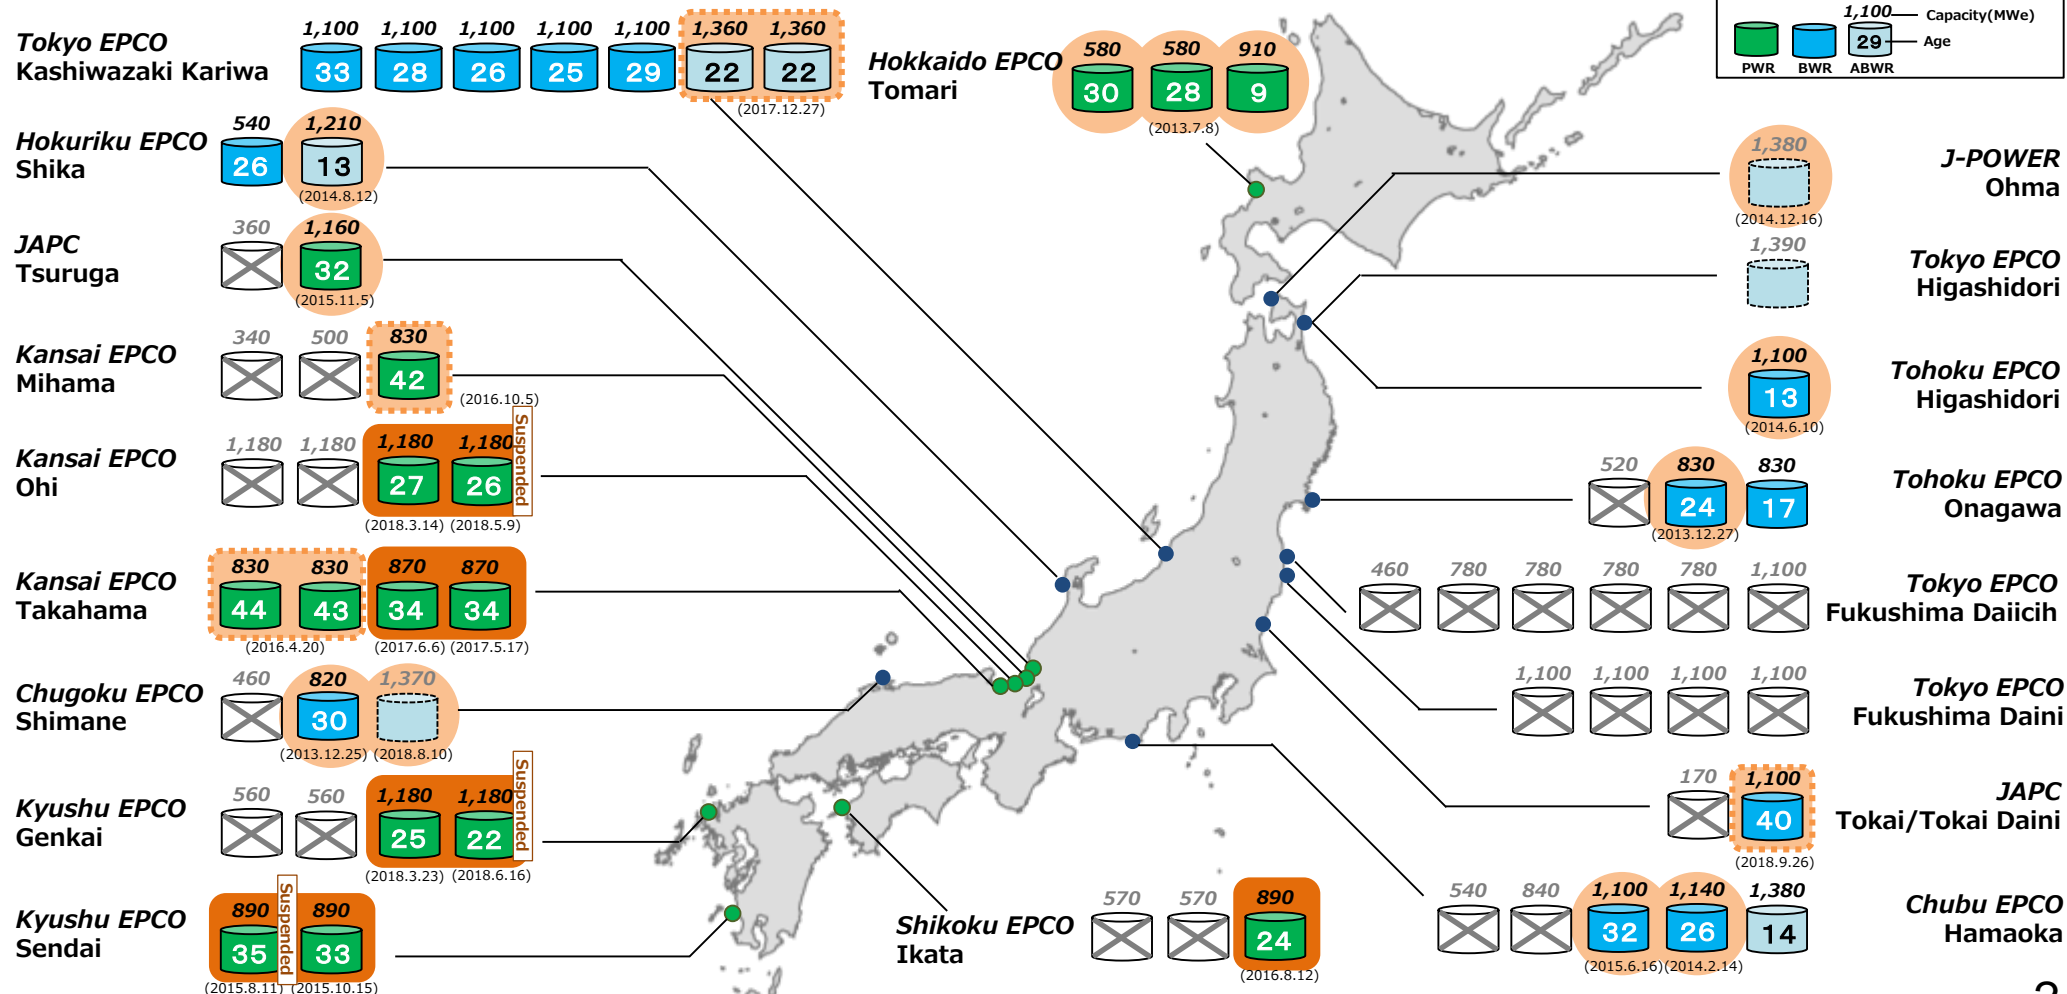 Tokyo EPCO
Kashiwazaki Kariwa
1,100 1,100 1,100 1,100 1,100 1,360 1,360
33 28 26 25 29 22 22
(2017.12.27)
Hokkaido EPCO
Tomari
580 580 910
30 28 9
(2013.7.8)
1,100 Capacity(MWe)
29 Age
PWR BWR ABWR
Hokuriku EPCO
Shika
540 1,210
26 13
(2014.8.12)
JAPC
Tsuruga
360 1,160
32
(2015.11.5)
Kansai EPCO
Mihama
340 500 830
42
(2016.10.5)
Kansai EPCO
Ohi
1,180 1,180 1,180 1,180
27 26
Suspended
(2018.3.14) (2018.5.9)
Kansai EPCO
Takahama
830 830 870 870
44 43 34 34
(2016.4.20) (2017.6.6) (2017.5.17)
Chugoku EPCO
Shimane
460 820 1,370
30
(2013.12.25) (2018.8.10)
Kyushu EPCO
Genkai
560 560 1,180 1,180
25 22
Suspended
(2018.3.23) (2018.6.16)
Kyushu EPCO
Sendai
890 890
35 33
Suspended
(2015.8.11) (2015.10.15)
Shikoku EPCO
Ikata
570 570 890
24
(2016.8.12)
1,380
J-POWER
Ohma
(2014.12.16)
1,390
Tokyo EPCO
Higashidori
1,100
13
Tohoku EPCO
Higashidori
(2014.6.10)
520 830 830
24 17
Tohoku EPCO
Onagawa
(2013.12.27)
460 780 780 780 780 1,100
Tokyo EPCO
Fukushima Daiicih
1,100 1,100 1,100 1,100
Tokyo EPCO
Fukushima Daini
170 1,100
40
JAPC
Tokai/Tokai Daini
(2018.9.26)
540 840 1,100 1,140 1,380
32 26 14
Chubu EPCO
Hamaoka
(2015.6.16) (2014.2.14)